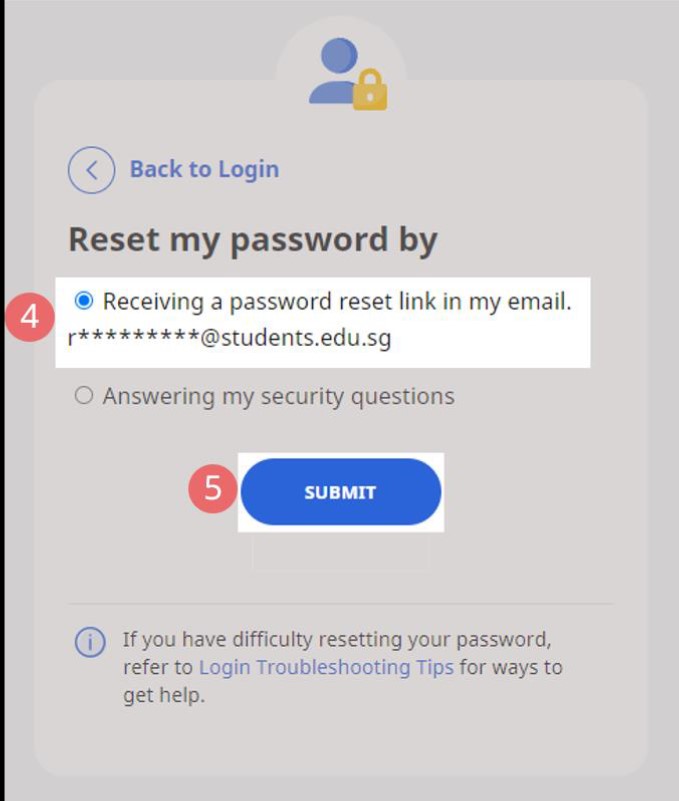 Back to Login
Reset my password by
4
Receiving a password reset link in my email.
r*********@students.edu.sg
Answering my security questions
5
SUBMIT
If you have difficulty resetting your password,
refer to Login Troubleshooting Tips for ways to
get help.